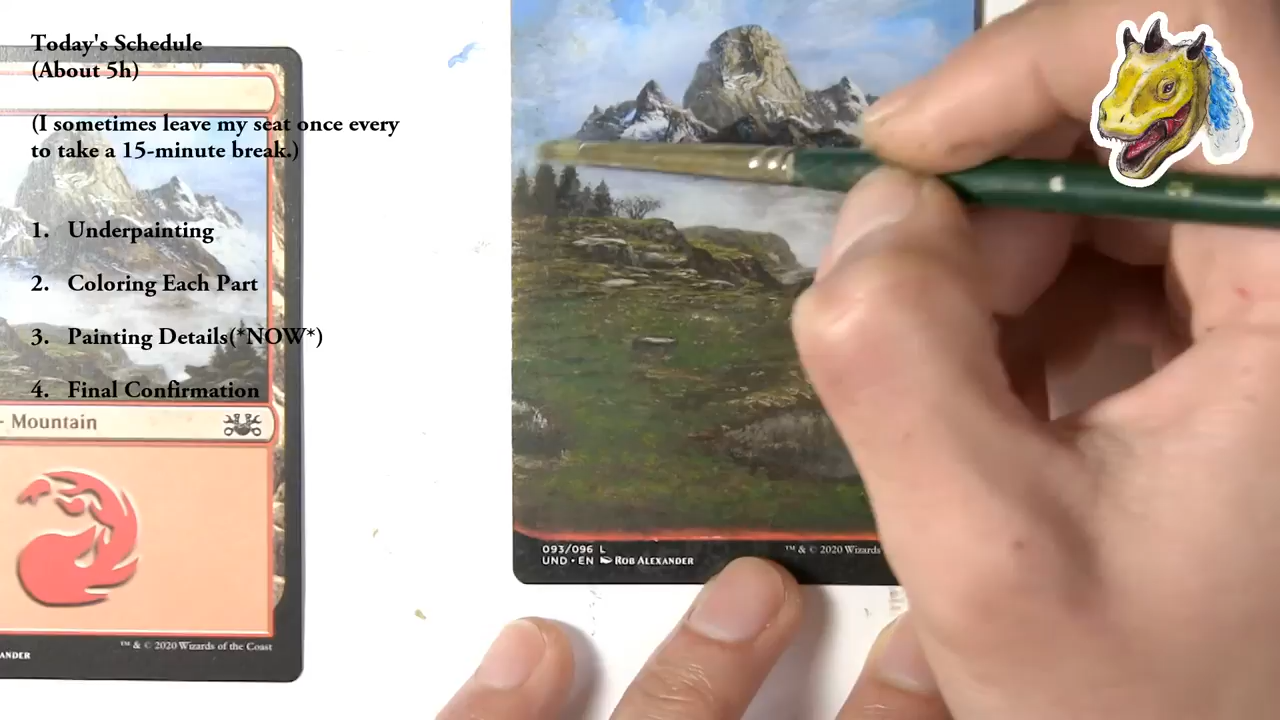 Today's Schedule
(About 5h)
(I sometimes leave my seat once every
to take a 15-minute break.)
1. Underpainting
2. Coloring Each Part
3. Painting Details(*NOW*)
4. Final Confirmation
- Mountain
™ & © 2020 Wizards of the Coast
ANDER
093/096 L
UND • EN ROB ALEXANDER
™ & © 2020 Wizards